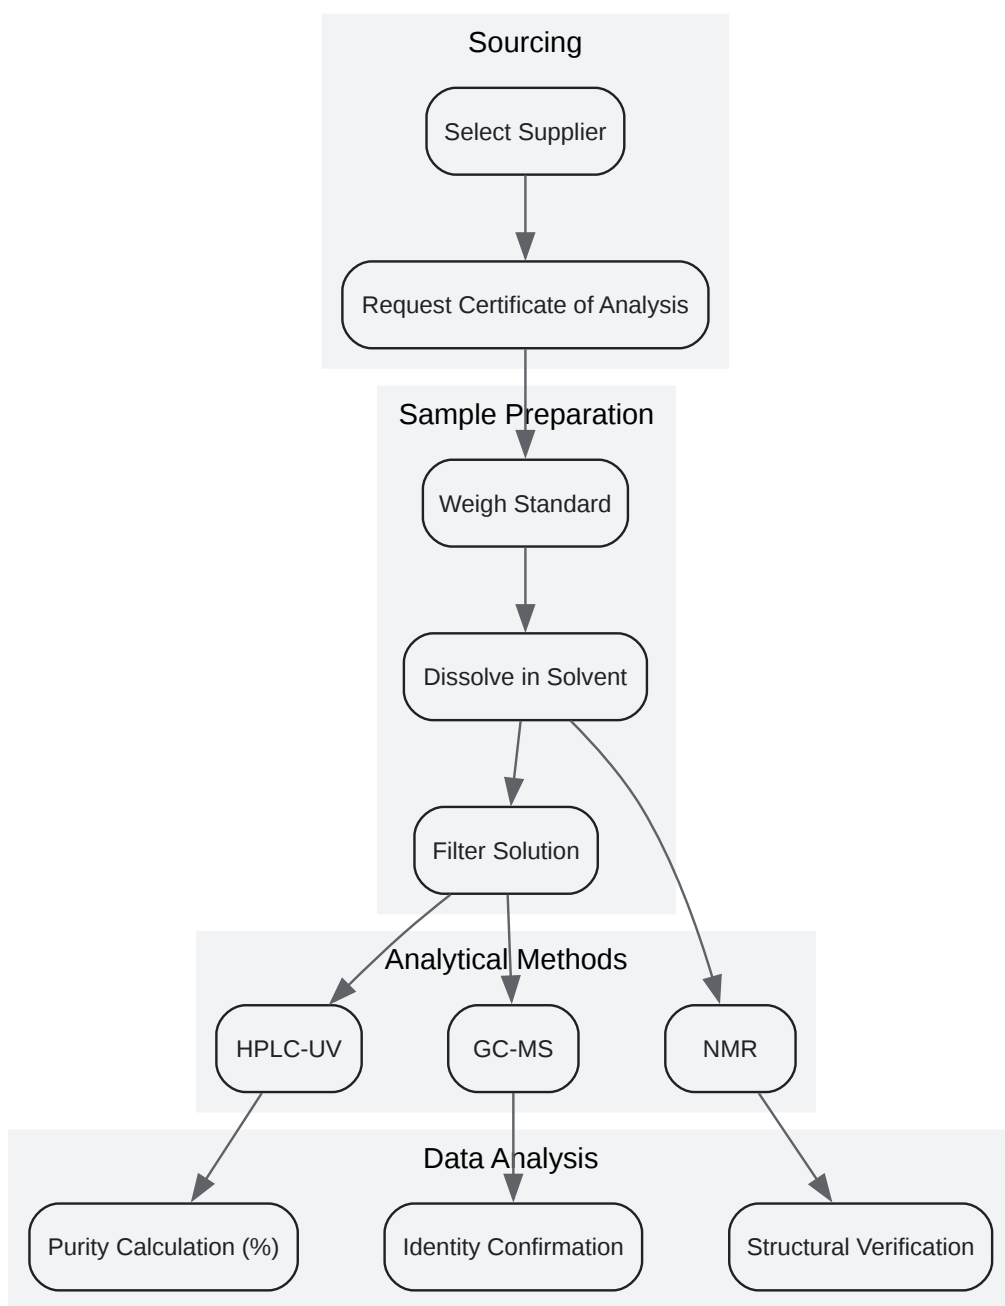 Sourcing
Select Supplier
Request Certificate of Analysis
Sample Preparation
Weigh Standard
Dissolve in Solvent
Filter Solution
Analytical Methods
HPLC-UV
GC-MS
NMR
Data Analysis
Purity Calculation (%)
Identity Confirmation
Structural Verification